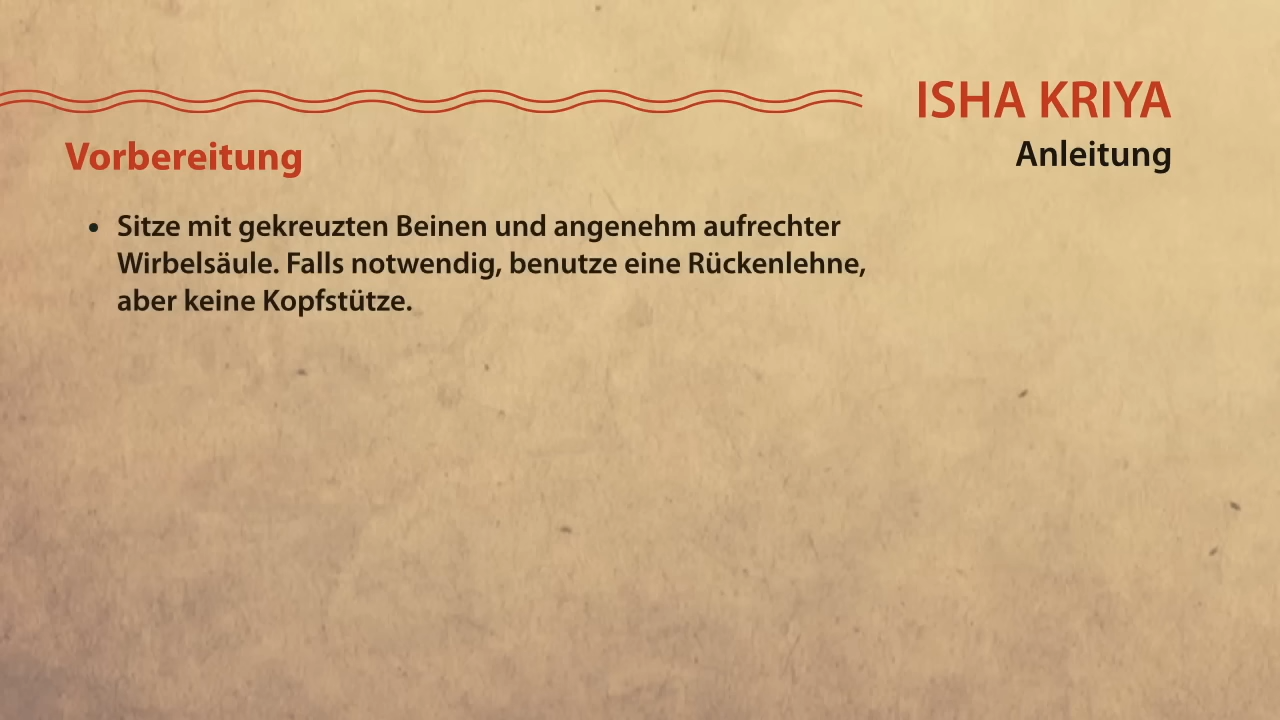 ISHA KRIYA
Anleitung
Vorbereitung
• Sitze mit gekreuzten Beinen und angenehm aufrechter
Wirbelsäule. Falls notwendig, benutze eine Rückenlehne,
aber keine Kopfstütze.